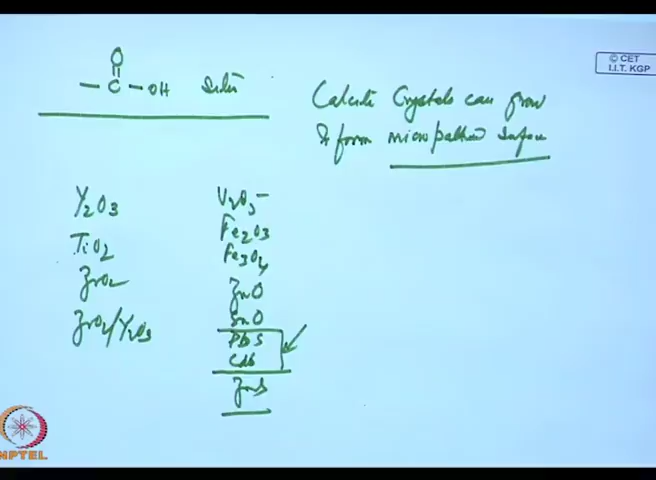 O
— C — OH
© CET
I.I.T. KGP
Calcite Crystals can grow
& form micropatterned surface
Y₂O₃
TiO₂
ZrO₂
ZrO₂/Y₂O₃
V₂O₅
Fe₂O₃
Fe₃O₄
ZnO
SnO
PbS
CdS
ZnS
NPTEL